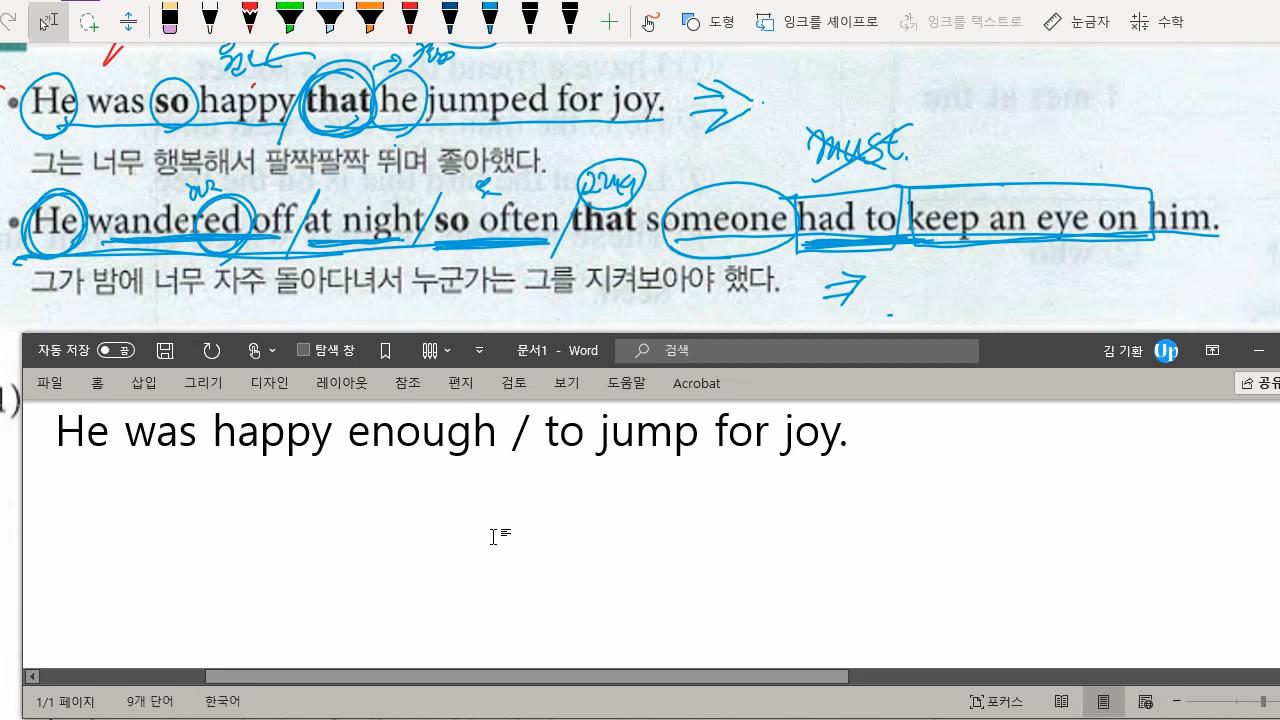 도형 잉크를 셰이프로 잉크를 텍스트로 눈금자 수학
• He was so happy that he jumped for joy.
그는 너무 행복해서 팔짝팔짝 뛰며 좋아했다.
must.
• He wandered off at night so often that someone had to keep an eye on him.
그가 밤에 너무 자주 돌아다녀서 누군가는 그를 지켜보아야 했다.
자동 저장 끔 탐색 창 문서1 - Word 검색 김 기환 Up
파일 홈 삽입 그리기 디자인 레이아웃 참조 편지 검토 보기 도움말 Acrobat 공유
He was happy enough / to jump for joy.
1/1 페이지 9개 단어 한국어 포커스